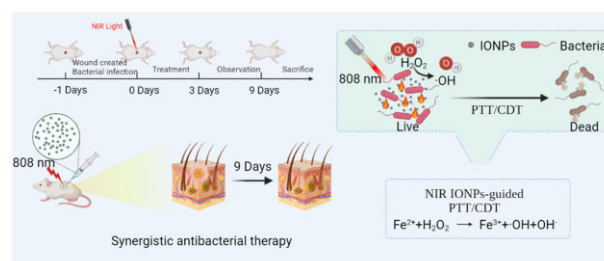 NIR Light
Wound created
Bacterial infection
Treatment
Observation
Sacrifice
-1 Days
0 Days
3 Days
9 Days
808 nm
9 Days
Synergistic antibacterial therapy
808 nm
H
O
O
H
H₂O₂
O
H
·OH
IONPs
Bacteria
Live
PTT/CDT
Dead
NIR IONPs-guided
PTT/CDT
Fe²⁺+H₂O₂ → Fe³⁺+·OH+OH⁻